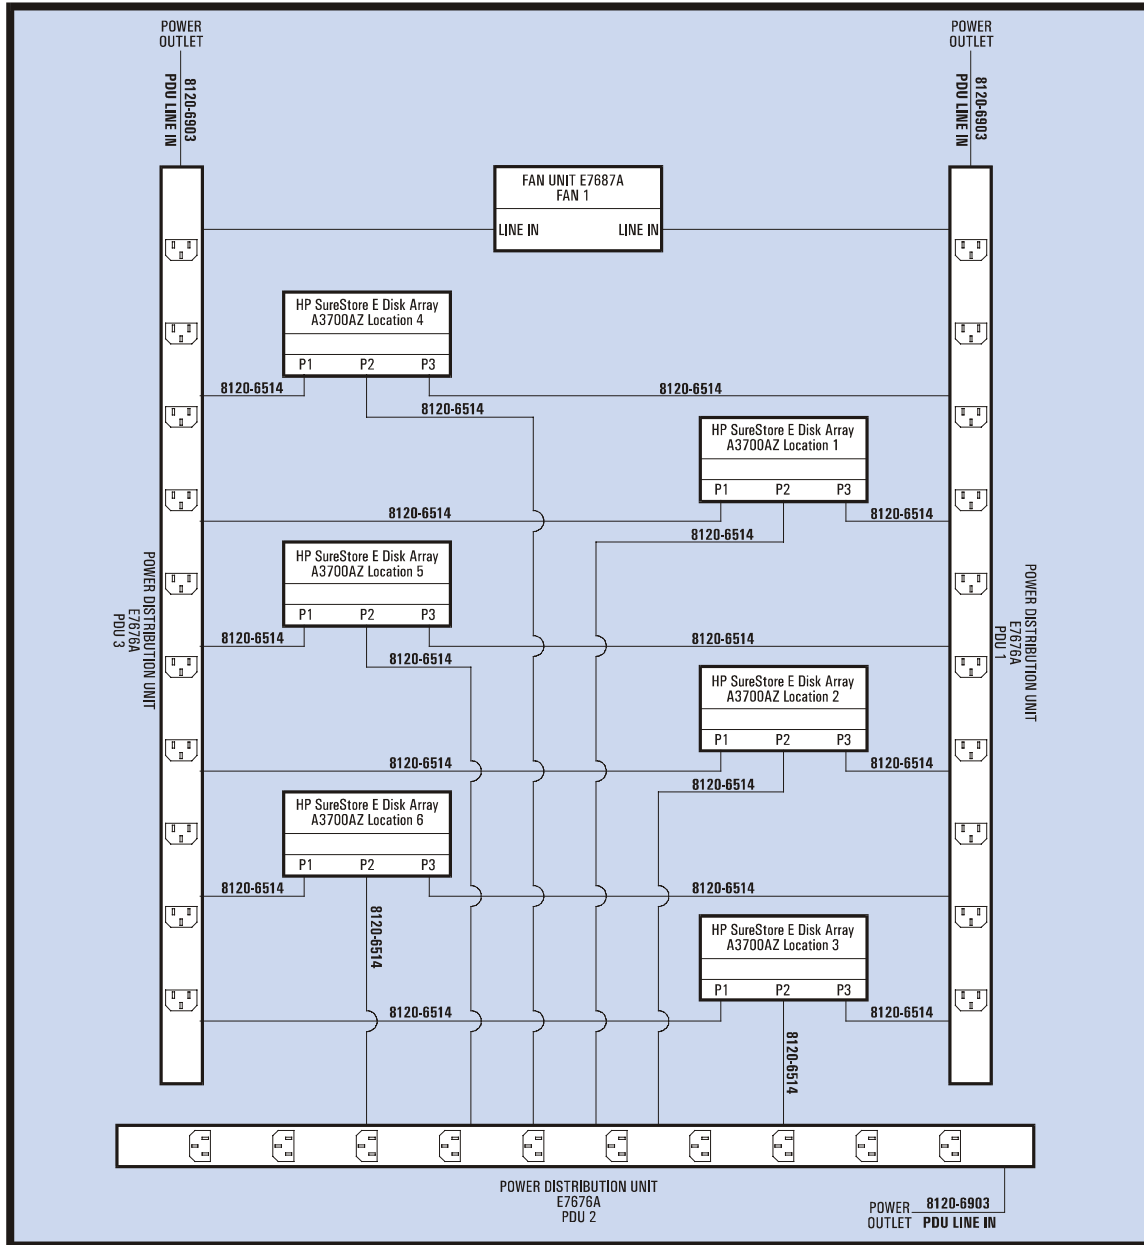 POWER
OUTLET
8120-6903
PDU LINE IN
POWER
OUTLET
8120-6903
PDU LINE IN
FAN UNIT E7687A
FAN 1
LINE IN
LINE IN
HP SureStore E Disk Array
A3700AZ Location 4
P1
P2
P3
8120-6514
8120-6514
8120-6514
HP SureStore E Disk Array
A3700AZ Location 1
P1
P2
P3
8120-6514
8120-6514
8120-6514
HP SureStore E Disk Array
A3700AZ Location 5
P1
P2
P3
8120-6514
8120-6514
8120-6514
POWER DISTRIBUTION UNIT
E7676A
PDU 3
POWER DISTRIBUTION UNIT
E7676A
PDU 1
HP SureStore E Disk Array
A3700AZ Location 2
P1
P2
P3
8120-6514
8120-6514
8120-6514
HP SureStore E Disk Array
A3700AZ Location 6
P1
P2
P3
8120-6514
8120-6514
8120-6514
HP SureStore E Disk Array
A3700AZ Location 3
P1
P2
P3
8120-6514
8120-6514
8120-6514
POWER DISTRIBUTION UNIT
E7676A
PDU 2
POWER
OUTLET
8120-6903
PDU LINE IN